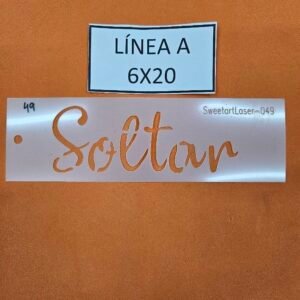 LÍNEA A
6X20
49
SweetartLaser-049
Soltar